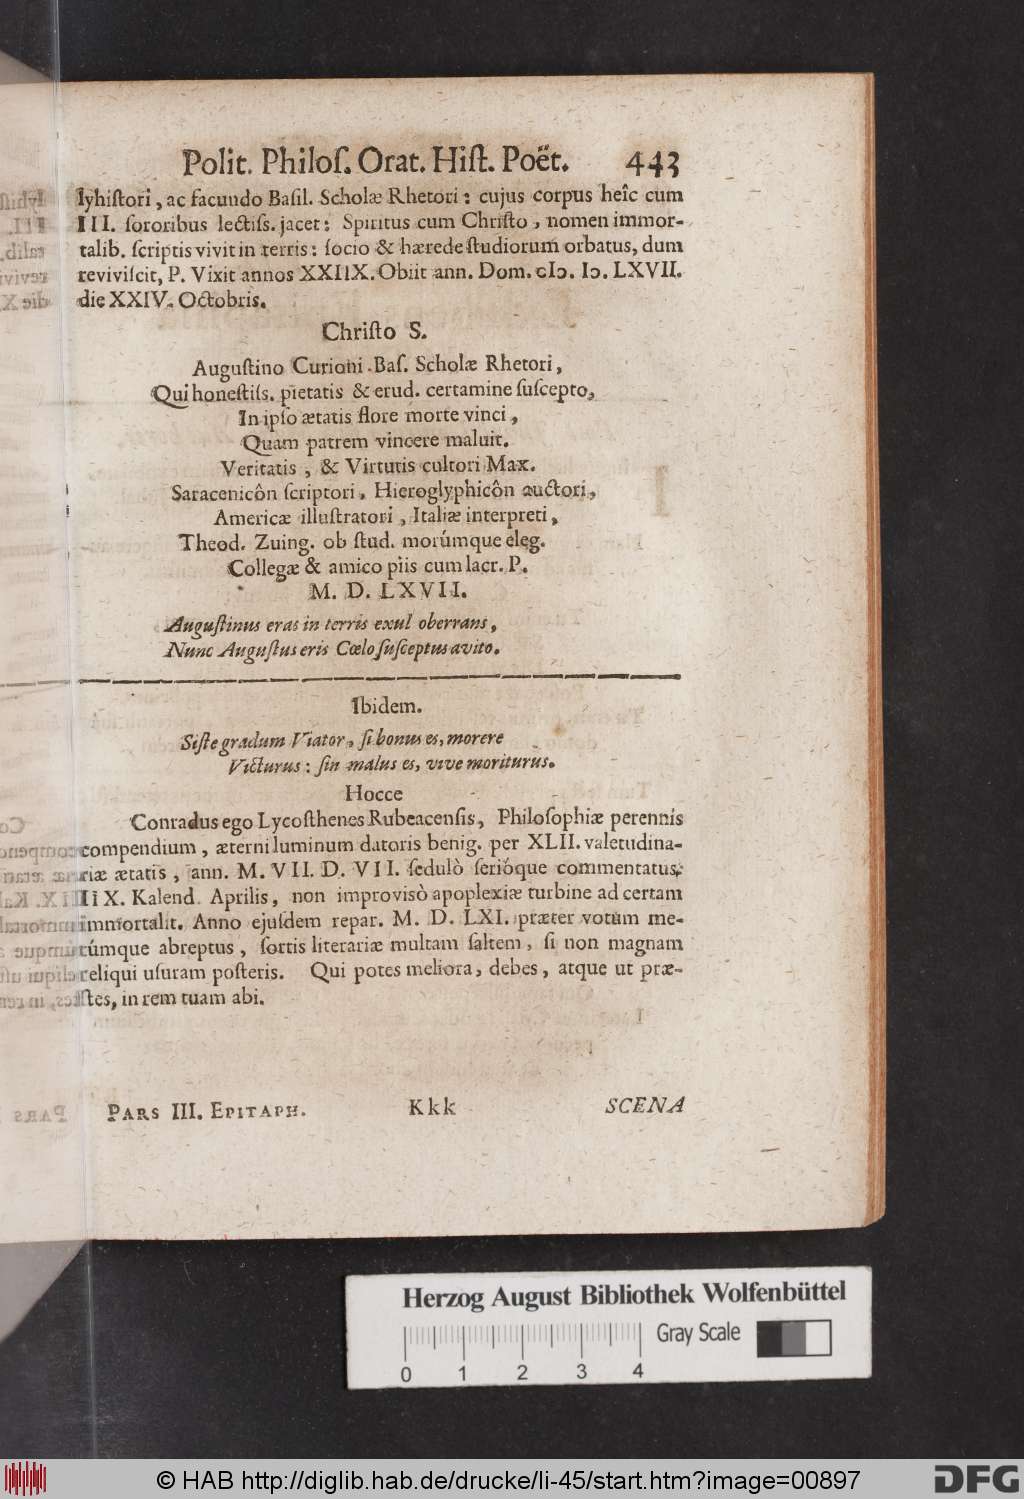 Polit. Philoſ. Orat. Hiſt. Poët. 443
lyhiſtori, ac facundo Baſil. Scholæ Rhetori: cujus corpus heîc cum
III. ſororibus lectiſs. jacet: Spiritus cum Chriſto, nomen immor-
talib. ſcriptis vivit in terris: ſocio & hærede ſtudiorum orbatus, dum
reviviſcit, P. Vixit annos XXIIX. Obiit ann. Dom. cIↄ. Iↄ. LXVII.
die XXIV. Octobris.
Chriſto S.
Auguſtino Curioni Baſ. Scholæ Rhetori,
Qui honeſtiſs. pietatis & erud. certamine ſuſcepto,
In ipſo ætatis flore morte vinci,
Quam patrem vincere maluit.
Veritatis, & Virtutis cultori Max.
Saracenicôn ſcriptori, Hieroglyphicôn auctori,
Americæ illuſtratori, Italiæ interpreti,
Theod. Zuing. ob ſtud. morúmque eleg.
Collegæ & amico piis cum lacr. P.
M. D. LXVII.
Auguſtinus eras in terris exul oberrans,
Nunc Auguſtus eris Cœlo ſuſceptus avito.
Ibidem.
Siſte gradum Viator, ſi bonus es, morere
Victurus: ſin malus es, vive moriturus.
Hocce
Conradus ego Lycoſthenes Rubeacenſis, Philoſophiæ perennis
compendium, æterni luminum datoris benig. per XLII. valetudina-
riæ ætatis, ann. M. VII. D. VII. ſedulò ſerióque commentatus,
IIX. Kalend. Aprilis, non improvisò apoplexiæ turbine ad certam
immortalit. Anno ejuſdem repar. M. D. LXI. præter votum me-
túmque abreptus, ſortis literariæ multam ſaltem, ſi non magnam
reliqui uſuram poſteris. Qui potes meliora, debes, atque ut præ-
ſtes, in rem tuam abi.
PARS III. EPITAPH. Kkk SCENA
Herzog August Bibliothek Wolfenbüttel
Gray Scale
0 1 2 3 4
© HAB http://diglib.hab.de/drucke/li-45/start.htm?image=00897
DFG